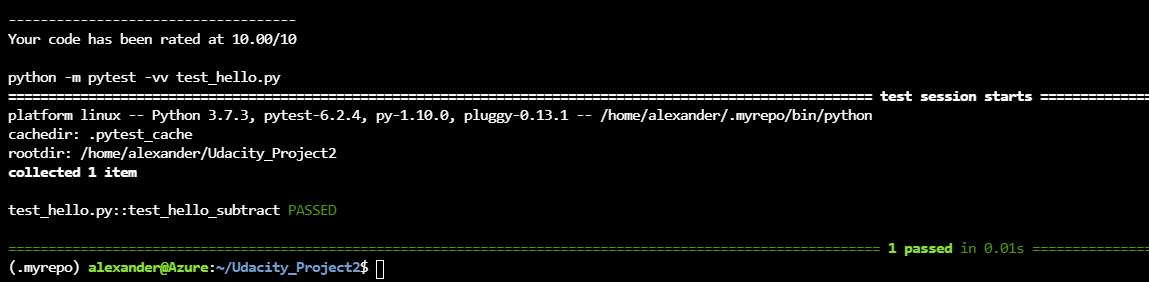 ------------------------------------
Your code has been rated at 10.00/10
python -m pytest -vv test_hello.py
============================================================================================================ test session starts ==============
platform linux -- Python 3.7.3, pytest-6.2.4, py-1.10.0, pluggy-0.13.1 -- /home/alexander/.myrepo/bin/python
cachedir: .pytest_cache
rootdir: /home/alexander/Udacity_Project2
collected 1 item
test_hello.py::test_hello_subtract PASSED
============================================================================================================= 1 passed in 0.01s ===============
(.myrepo) alexander@Azure:~/Udacity_Project2$